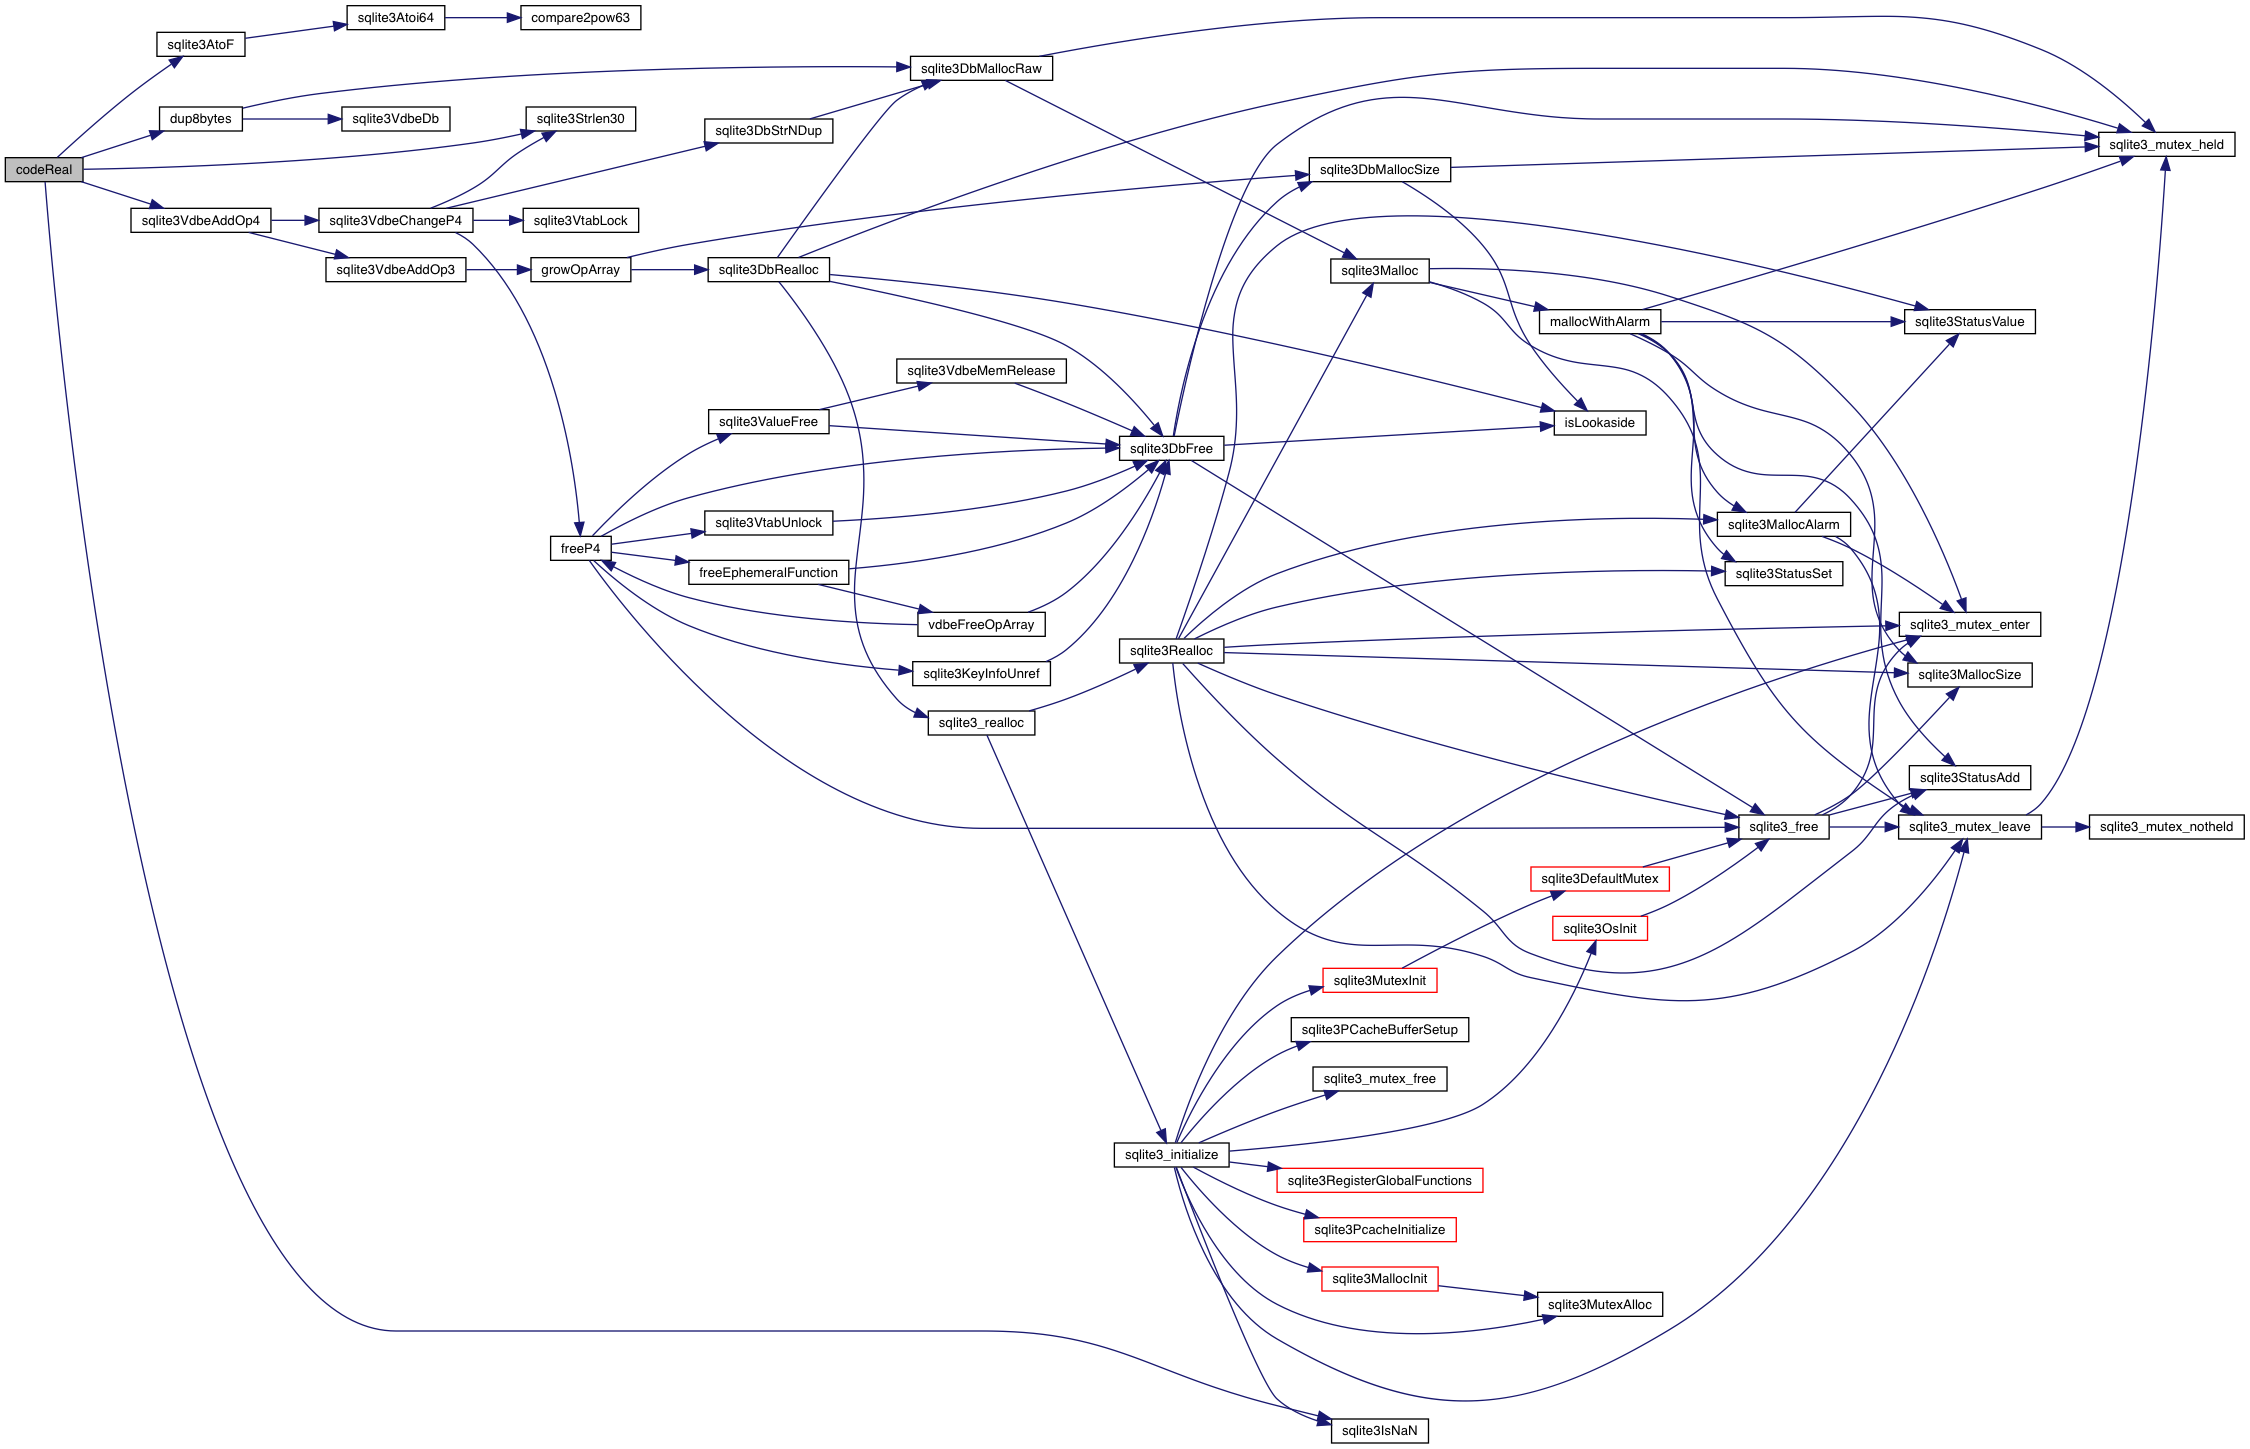 codeReal
sqlite3AtoF
sqlite3Atoi64
compare2pow63
dup8bytes
sqlite3VdbeDb
sqlite3Strlen30
sqlite3VdbeAddOp4
sqlite3VdbeChangeP4
sqlite3VtabLock
sqlite3VdbeAddOp3
growOpArray
sqlite3DbStrNDup
sqlite3DbRealloc
sqlite3DbMallocRaw
sqlite3DbMallocSize
sqlite3_mutex_held
sqlite3Malloc
mallocWithAlarm
sqlite3StatusValue
sqlite3VdbeMemRelease
sqlite3ValueFree
sqlite3DbFree
isLookaside
sqlite3VtabUnlock
freeP4
freeEphemeralFunction
vdbeFreeOpArray
sqlite3KeyInfoUnref
sqlite3_realloc
sqlite3Realloc
sqlite3MallocAlarm
sqlite3StatusSet
sqlite3_mutex_enter
sqlite3MallocSize
sqlite3StatusAdd
sqlite3_free
sqlite3_mutex_leave
sqlite3_mutex_notheld
sqlite3DefaultMutex
sqlite3OsInit
sqlite3MutexInit
sqlite3PCacheBufferSetup
sqlite3_mutex_free
sqlite3_initialize
sqlite3RegisterGlobalFunctions
sqlite3PcacheInitialize
sqlite3MallocInit
sqlite3MutexAlloc
sqlite3IsNaN